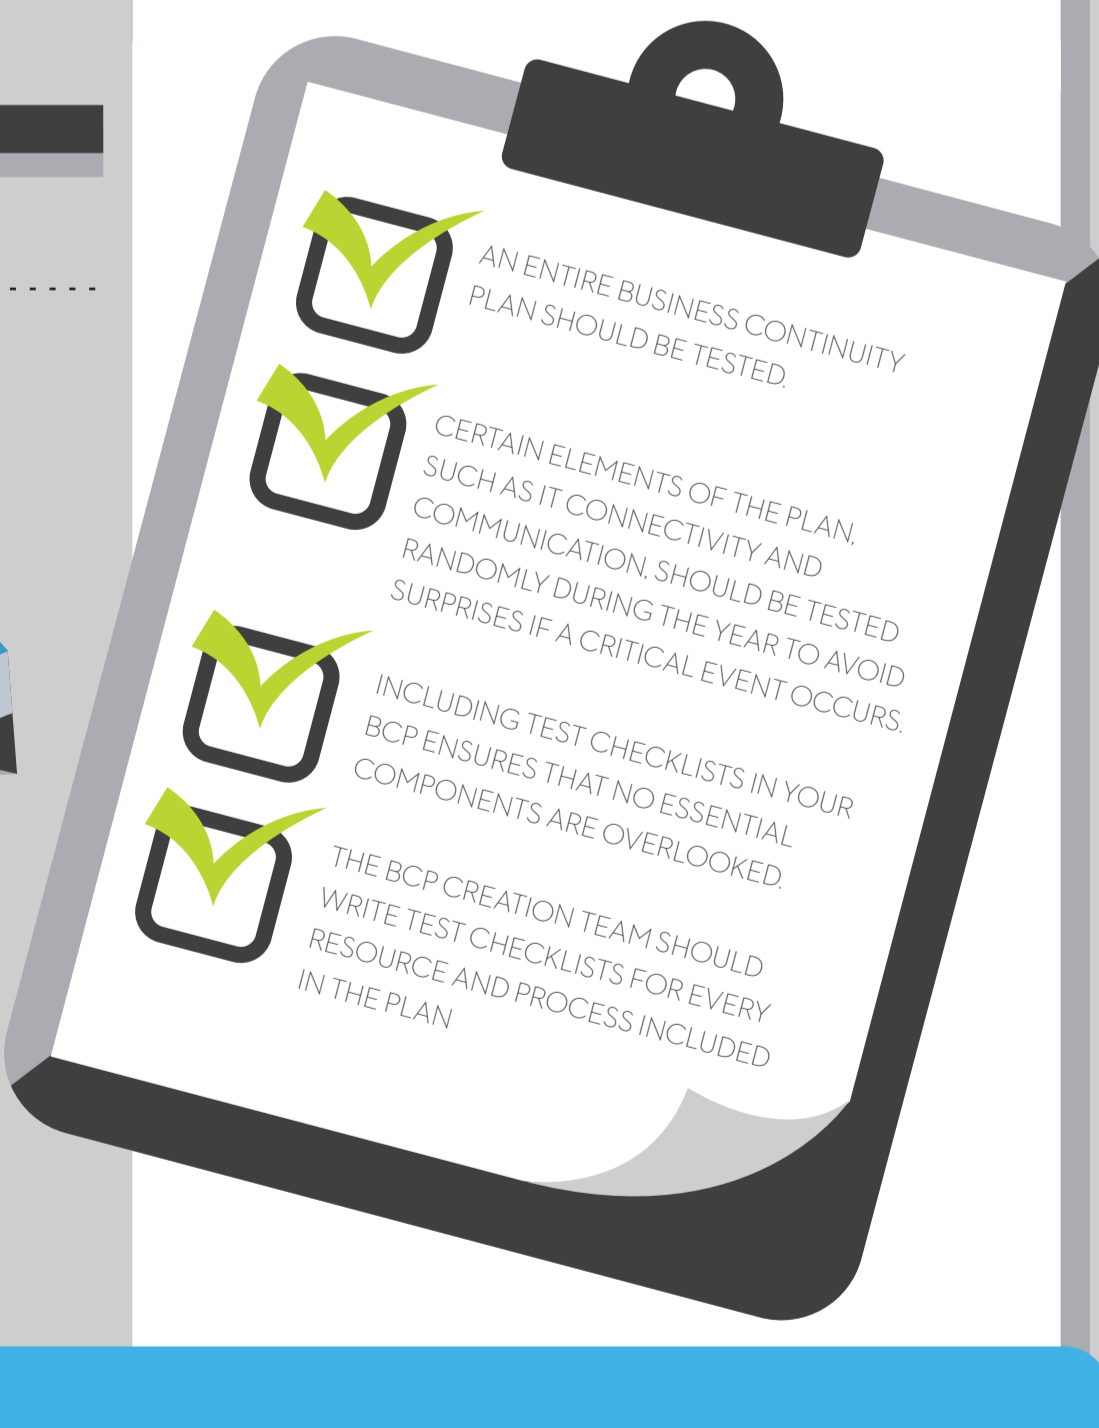 AN ENTIRE BUSINESS CONTINUITY
PLAN SHOULD BE TESTED.
CERTAIN ELEMENTS OF THE PLAN,
SUCH AS IT CONNECTIVITY AND
COMMUNICATION, SHOULD BE TESTED
RANDOMLY DURING THE YEAR TO AVOID
SURPRISES IF A CRITICAL EVENT OCCURS.
INCLUDING TEST CHECKLISTS IN YOUR
BCP ENSURES THAT NO ESSENTIAL
COMPONENTS ARE OVERLOOKED.
THE BCP CREATION TEAM SHOULD
WRITE TEST CHECKLISTS FOR EVERY
RESOURCE AND PROCESS INCLUDED
IN THE PLAN